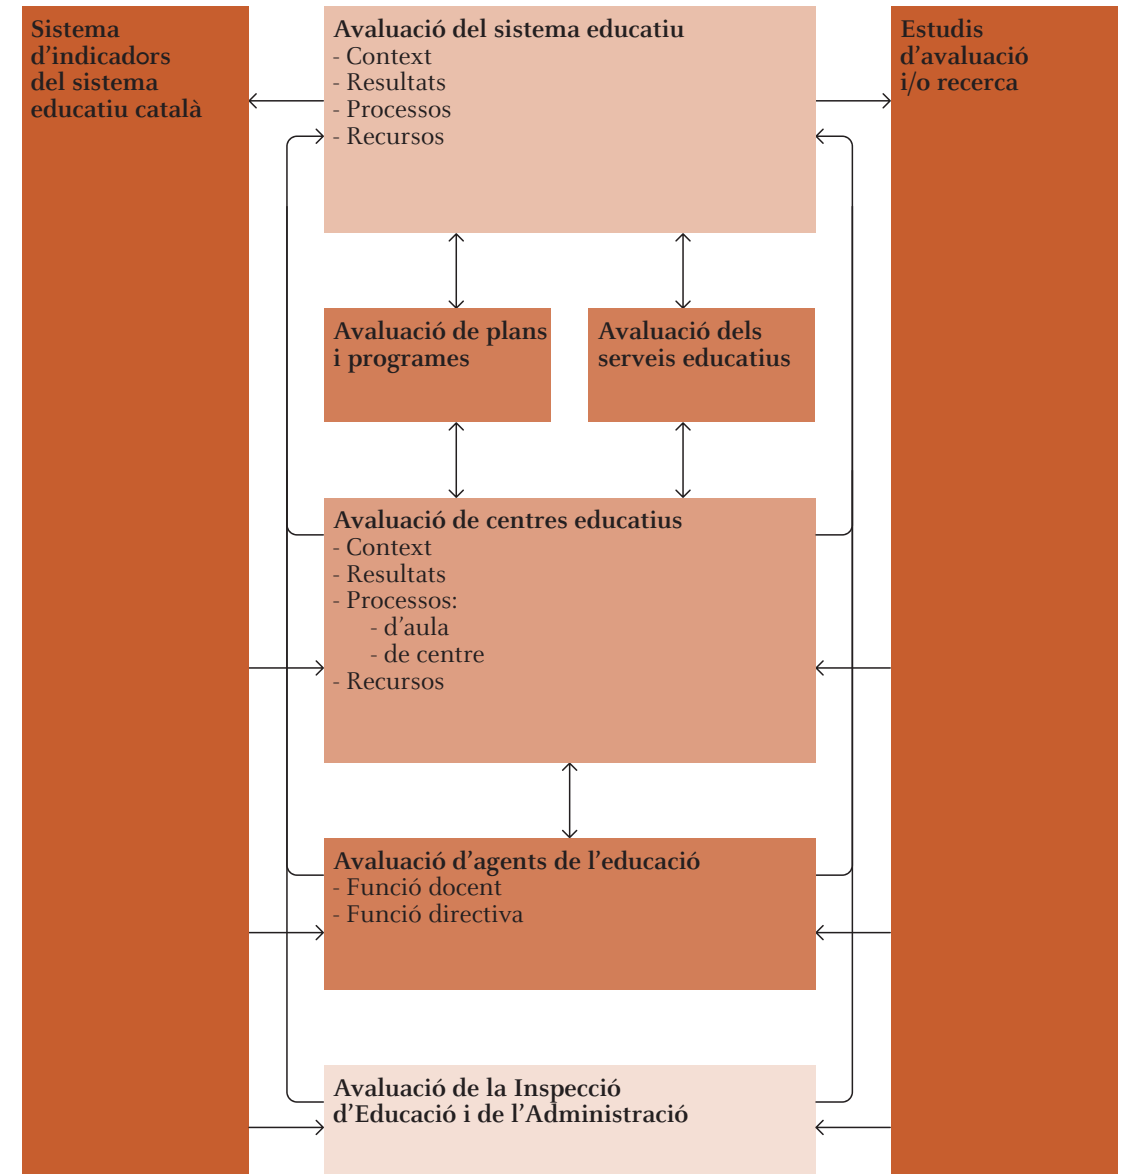 Sistema
d’indicadors
del sistema
educatiu català
Avaluació del sistema educatiu
- Context
- Resultats
- Processos
- Recursos
Estudis
d’avaluació
i/o recerca
Avaluació de plans
i programes
Avaluació dels
serveis educatius
Avaluació de centres educatius
- Context
- Resultats
- Processos:
- d’aula
- de centre
- Recursos
Avaluació d’agents de l’educació
- Funció docent
- Funció directiva
Avaluació de la Inspecció
d’Educació i de l’Administració